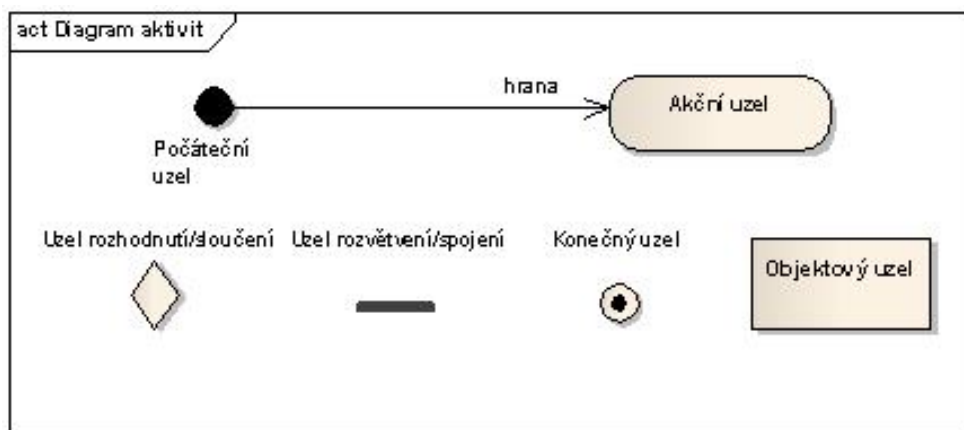 act Diagram aktivit
hrana
Akční uzel
Počáteční
uzel
Uzel rozhodnutí/sloučení
Uzel rozvětvení/spojení
Konečný uzel
Objektový uzel